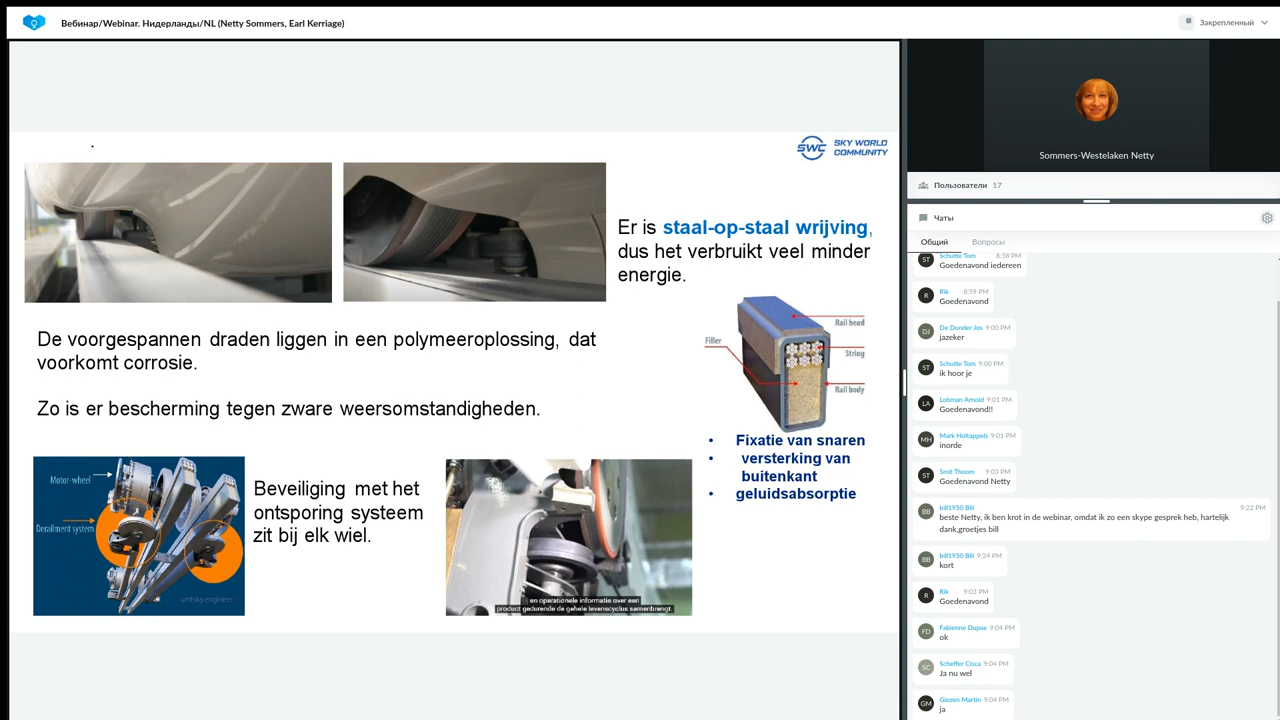 Вебинар/Webinar. Нидерланды/NL (Netty Sommers, Earl Kerriage)
Закрепленный
SWC SKY WORLD
COMMUNITY
Er is staal-op-staal wrijving,
dus het verbruikt veel minder
energie.
De voorgespannen draden liggen in een polymeeroplossing, dat
voorkomt corrosie.
Zo is er bescherming tegen zware weersomstandigheden.
Rail head
Filler
String
Rail body
• Fixatie van snaren
• versterking van
buitenkant
• geluidsabsorptie
Motor-wheel
Derailment system
unitsky.engineer
Beveiliging met het
ontsporing systeem
zit bij elk wiel.
en operationele informatie over een
product gedurende de gehele levenscyclus samenbrengt.
Sommers-Westelaken Netty
Пользователи 17
Чаты
Общий Вопросы
ST Schutte Tom 8:58 PM
Goedenavond iedereen
R Rik 8:59 PM
Goedenavond
DJ De Donder Jos 9:00 PM
jazeker
ST Schutte Tom 9:00 PM
ik hoor je
LA Lobman Arnold 9:01 PM
Goedenavond!!
MH Mark Holtappels 9:01 PM
inorde
ST Smit Thoom 9:03 PM
Goedenavond Netty
BB bill1950 Bill 9:22 PM
beste Netty, ik ben krot in de webinar, omdat ik zo een skype gesprek heb, hartelijk
dank,groetjes bill
BB bill1950 Bill 9:24 PM
kort
R Rik 9:03 PM
Goedenavond
FD Fabienne Dupae 9:04 PM
ok
SC Scheffer Cisca 9:04 PM
Ja nu wel
GM Giezen Martin 9:04 PM
ja